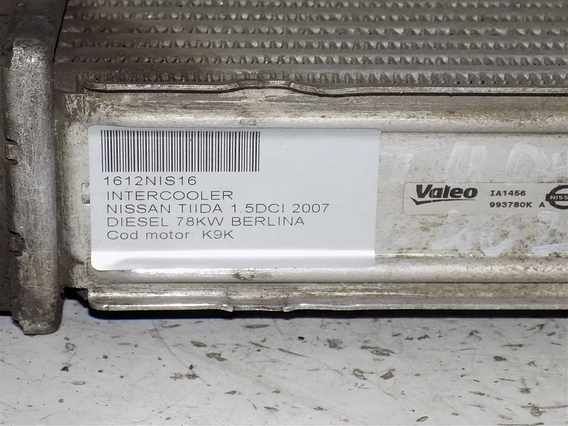 1612NIS16
INTERCOOLER
NISSAN TIIDA 1.5DCI 2007
DIESEL 78KW BERLINA
Cod motor K9K
Valeo
IA1456
993780K A